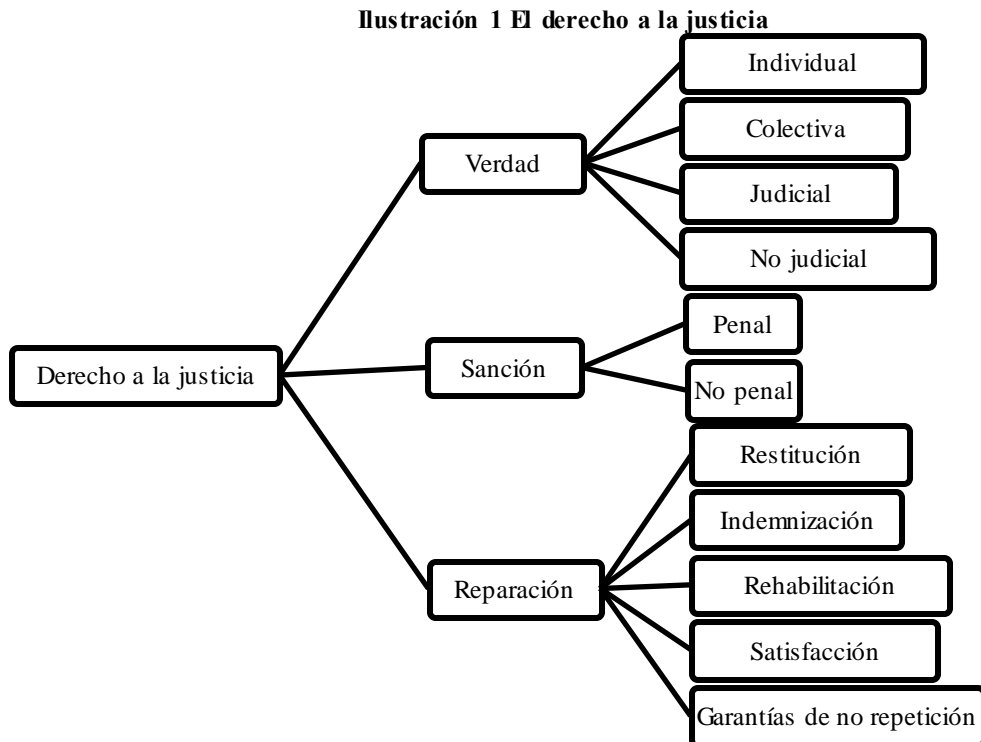 Ilustración 1 El derecho a la justicia
Derecho a la justicia
Verdad
Individual
Colectiva
Judicial
No judicial
Sanción
Penal
No penal
Reparación
Restitución
Indemnización
Rehabilitación
Satisfacción
Garantías de no repetición